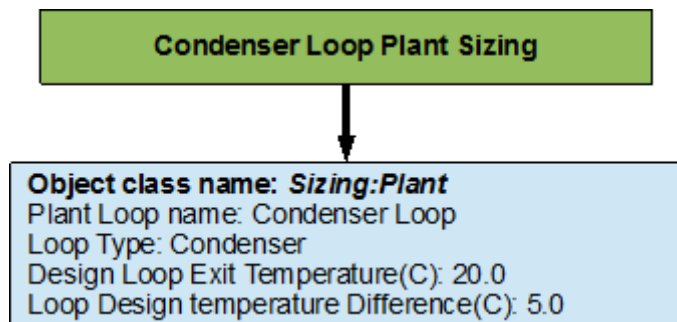 Condenser Loop Plant Sizing
Object class name: Sizing:Plant
Plant Loop name: Condenser Loop
Loop Type: Condenser
Design Loop Exit Temperature(C): 20.0
Loop Design temperature Difference(C): 5.0